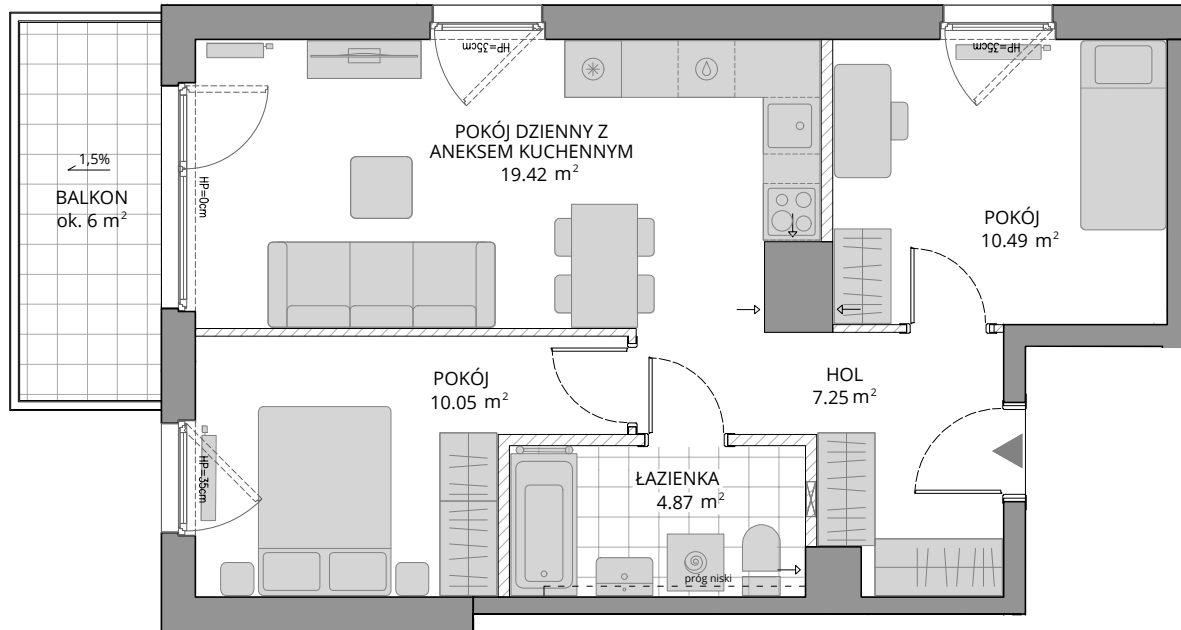 HP=35cm
HP=35cm
POKÓJ DZIENNY Z
ANEKSEM KUCHENNYM
19.42 m²
1,5%
BALKON
ok. 6 m²
HP=0cm
POKÓJ
10.49 m²
POKÓJ
10.05 m²
HOL
7.25 m²
HP=35cm
ŁAZIENKA
4.87 m²
próg niski